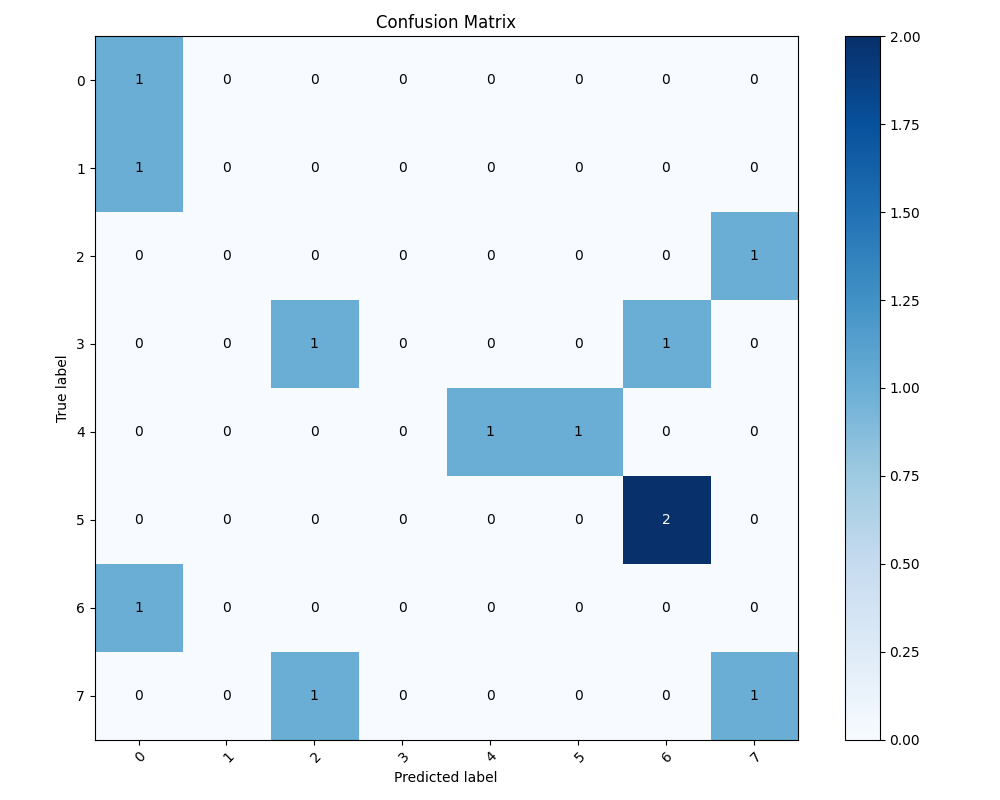 Confusion Matrix
0 1 0 0 0 0 0 0 0
1 1 0 0 0 0 0 0 0
2 0 0 0 0 0 0 0 1
3 0 0 1 0 0 0 1 0
4 0 0 0 0 1 1 0 0
5 0 0 0 0 0 0 2 0
6 1 0 0 0 0 0 0 0
7 0 0 1 0 0 0 0 1
0 1 2 3 4 5 6 7
True label
Predicted label
2.00
1.75
1.50
1.25
1.00
0.75
0.50
0.25
0.00